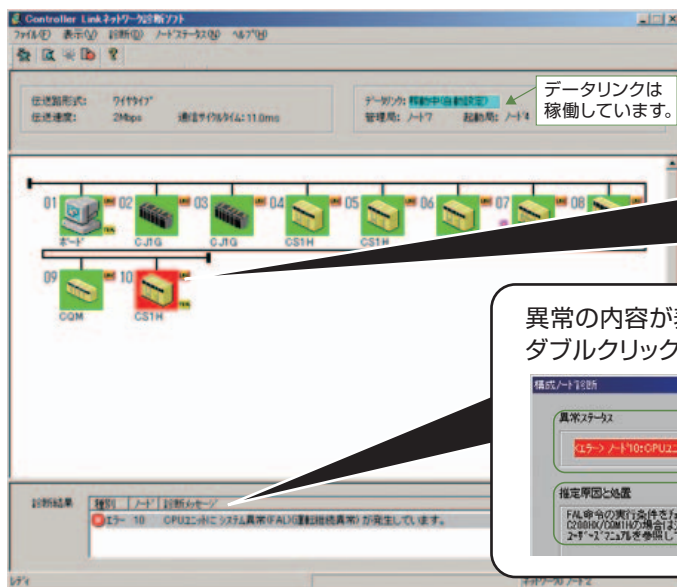 Controller Linkネットワーク診断ソフト
ファイル(F) 表示(V) 診断(D) ノードステータス(N) ヘルプ(H)
伝送路形式: ワイヤタイプ
伝送速度: 2Mbps 通信サイクルタイム: 11.0ms
データリンク: 稼動中(自動設定)
管理局: ノード7 起動局: ノード4
データリンクは
稼働しています。
01 02 03 04 05 06 07 08
ボード CJ1G CJ1G CS1H CS1H
09 10
CQM CS1H
異常の内容が
ダブルクリック
構成ノード診断
異常ステータス
<エラー> ノード10:CPUユニ
推定原因と処置
FAL命令の実行条件を
C200HX/CQM1Hの場合は
ユーザーズマニュアルを参照し
診断結果
種別 ノード 診断メッセージ
エラー 10 CPUユニットに システム異常(FAL)(運転継続異常) が発生しています。
レディ
ネットワーク0 ノード2